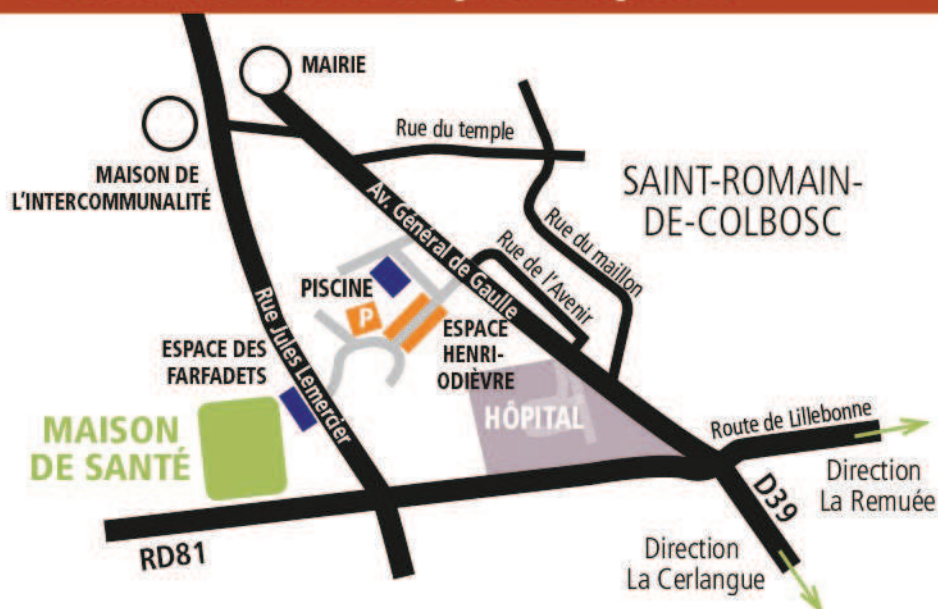 MAIRIE
Rue du temple
MAISON DE
L'INTERCOMMUNALITÉ
SAINT-ROMAIN-
DE-COLBOSC
Av. Général de Gaulle
Rue du maillon
Rue de l'Avenir
PISCINE
P
Rue Jules Lemercier
ESPACE
HENRI-
ODIÈVRE
ESPACE DES
FARFADETS
HÔPITAL
MAISON
DE SANTÉ
Route de Lillebonne
Direction
La Remuée
D39
RD81
Direction
La Cerlangue